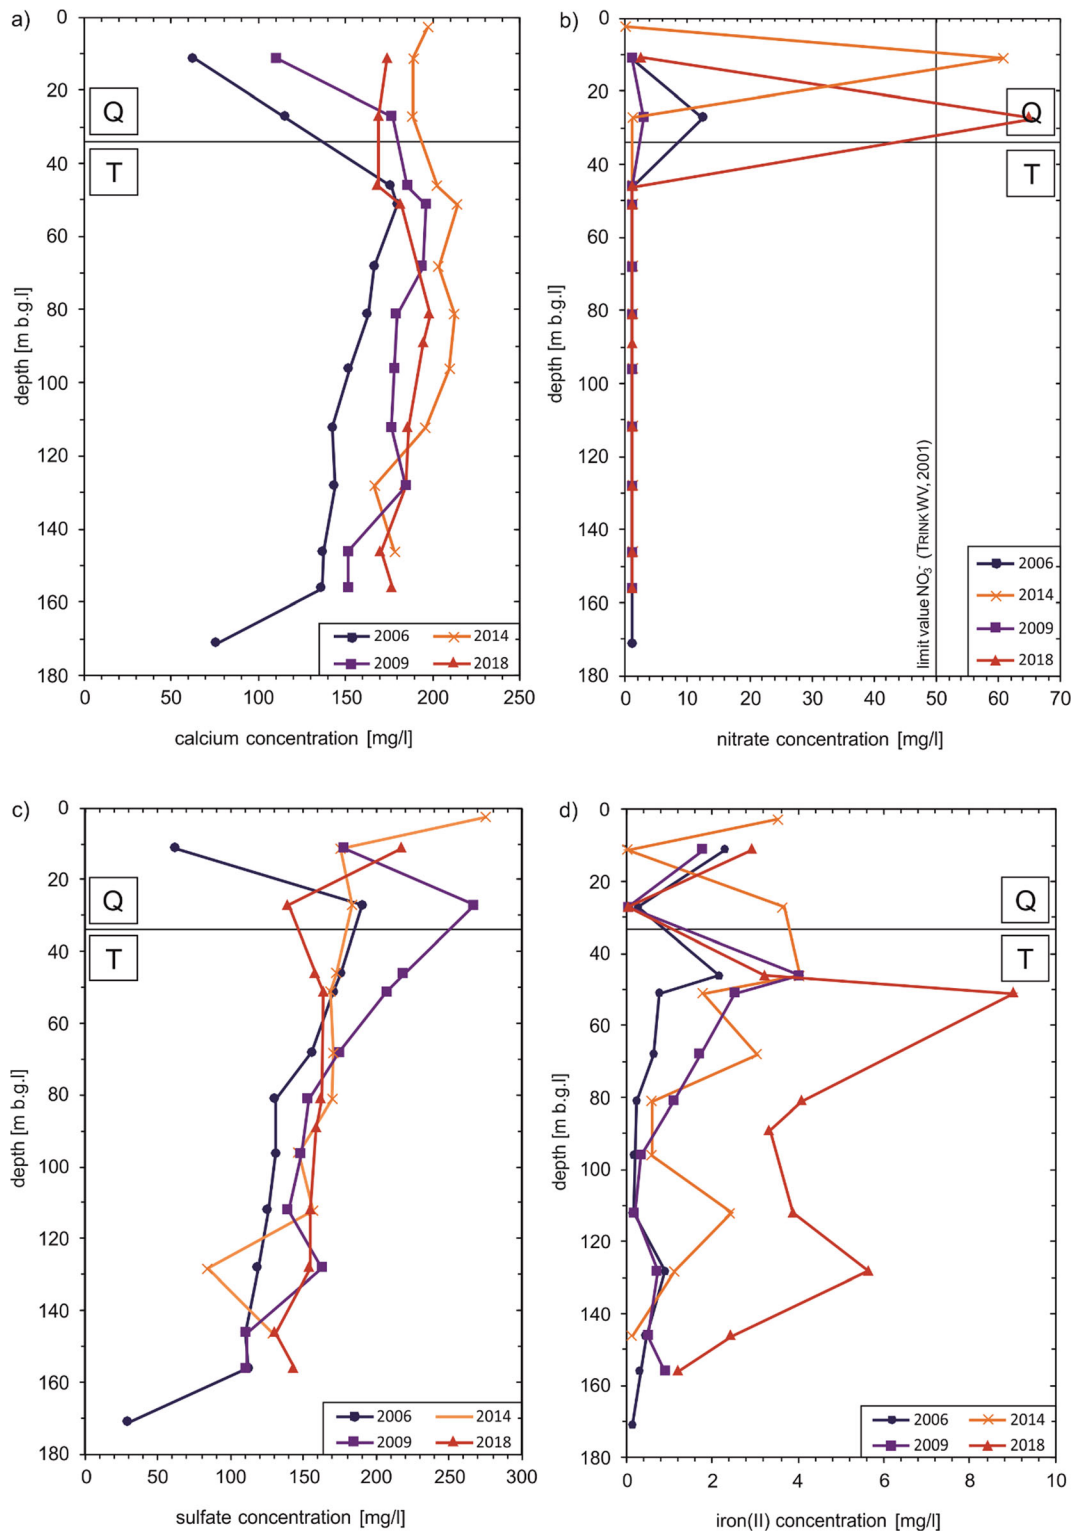 a)
0
20
40
60
80
100
120
140
160
180
depth [m b.g.l]
Q
T
2006 2014
2009 2018
0 50 100 150 200 250
calcium concentration [mg/l]
b)
0
20
40
60
80
100
120
140
160
180
depth [m b.g.l]
Q
T
limit value NO₃⁻ (TRINKWV, 2001)
2006
2014
2009
2018
0 10 20 30 40 50 60 70
nitrate concentration [mg/l]
c)
0
20
40
60
80
100
120
140
160
180
depth [m b.g.l]
Q
T
2006 2014
2009 2018
0 50 100 150 200 250 300
sulfate concentration [mg/l]
d)
0
20
40
60
80
100
120
140
160
180
depth [m b.g.l]
Q
T
2006 2014
2009 2018
0 2 4 6 8 10
iron(II) concentration [mg/l]